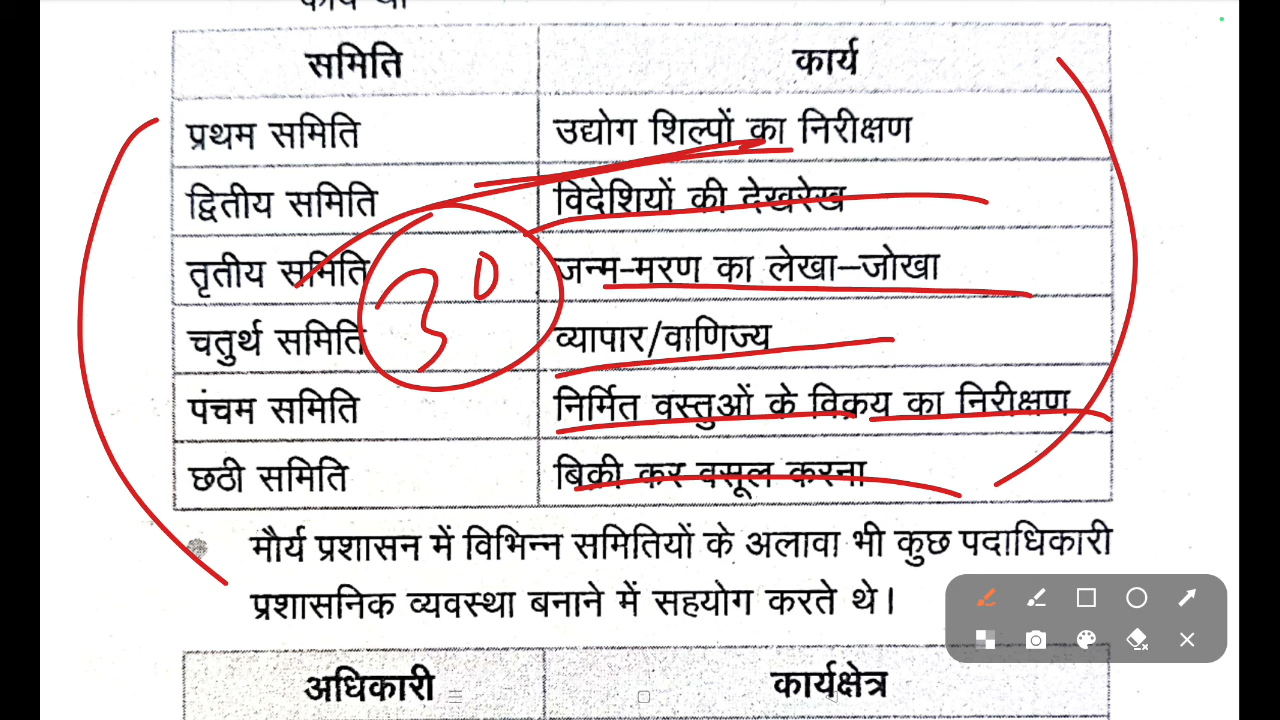 समिति कार्य
प्रथम समिति उद्योग शिल्पों का निरीक्षण
द्वितीय समिति विदेशियों की देखरेख
तृतीय समिति जन्म-मरण का लेखा-जोखा
चतुर्थ समिति व्यापार/वाणिज्य
पंचम समिति निर्मित वस्तुओं के विक्रय का निरीक्षण
छठी समिति बिक्री कर वसूल करना
३०
मौर्य प्रशासन में विभिन्न समितियों के अलावा भी कुछ पदाधिकारी
प्रशासनिक व्यवस्था बनाने में सहयोग करते थे।
अधिकारी कार्यक्षेत्र